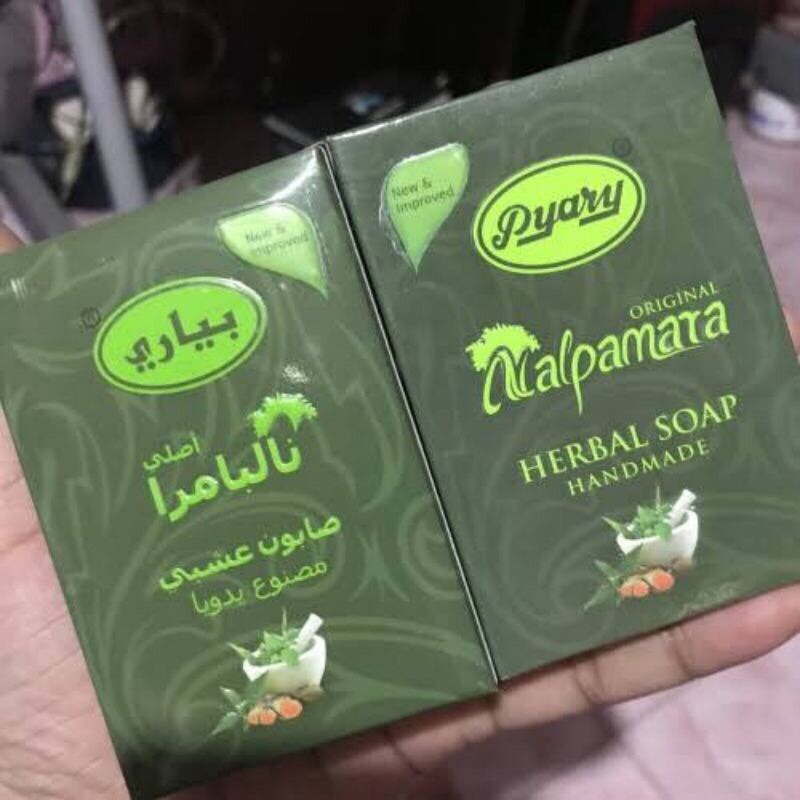 New &
Improved
بياري
أصلي
نالبامرا
صابون عشبي
مصنوع يدويا
New &
Improved
Pyary
ORIGINAL
Nalpamara
HERBAL SOAP
HANDMADE